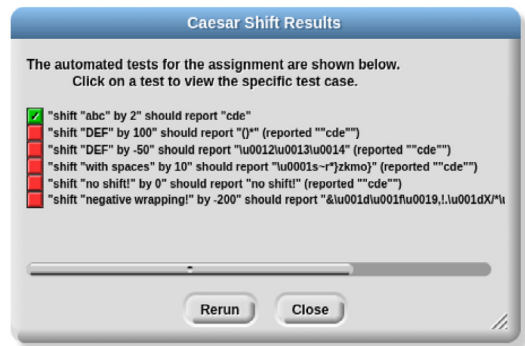 Caesar Shift Results
The automated tests for the assignment are shown below.
Click on a test to view the specific test case.
"shift "abc" by 2" should report "cde"
"shift "DEF" by 100" should report "()*" (reported ""cde"")
"shift "DEF" by -50" should report "\u0012\u0013\u0014" (reported ""cde"")
"shift "with spaces" by 10" should report "\u0001s~r*}zkmo}" (reported ""cde"")
"shift "no shift!" by 0" should report "no shift!" (reported ""cde"")
"shift "negative wrapping!" by -200" should report "&\u001d\u001f\u0019,!.\u001dX/*\u
Rerun Close